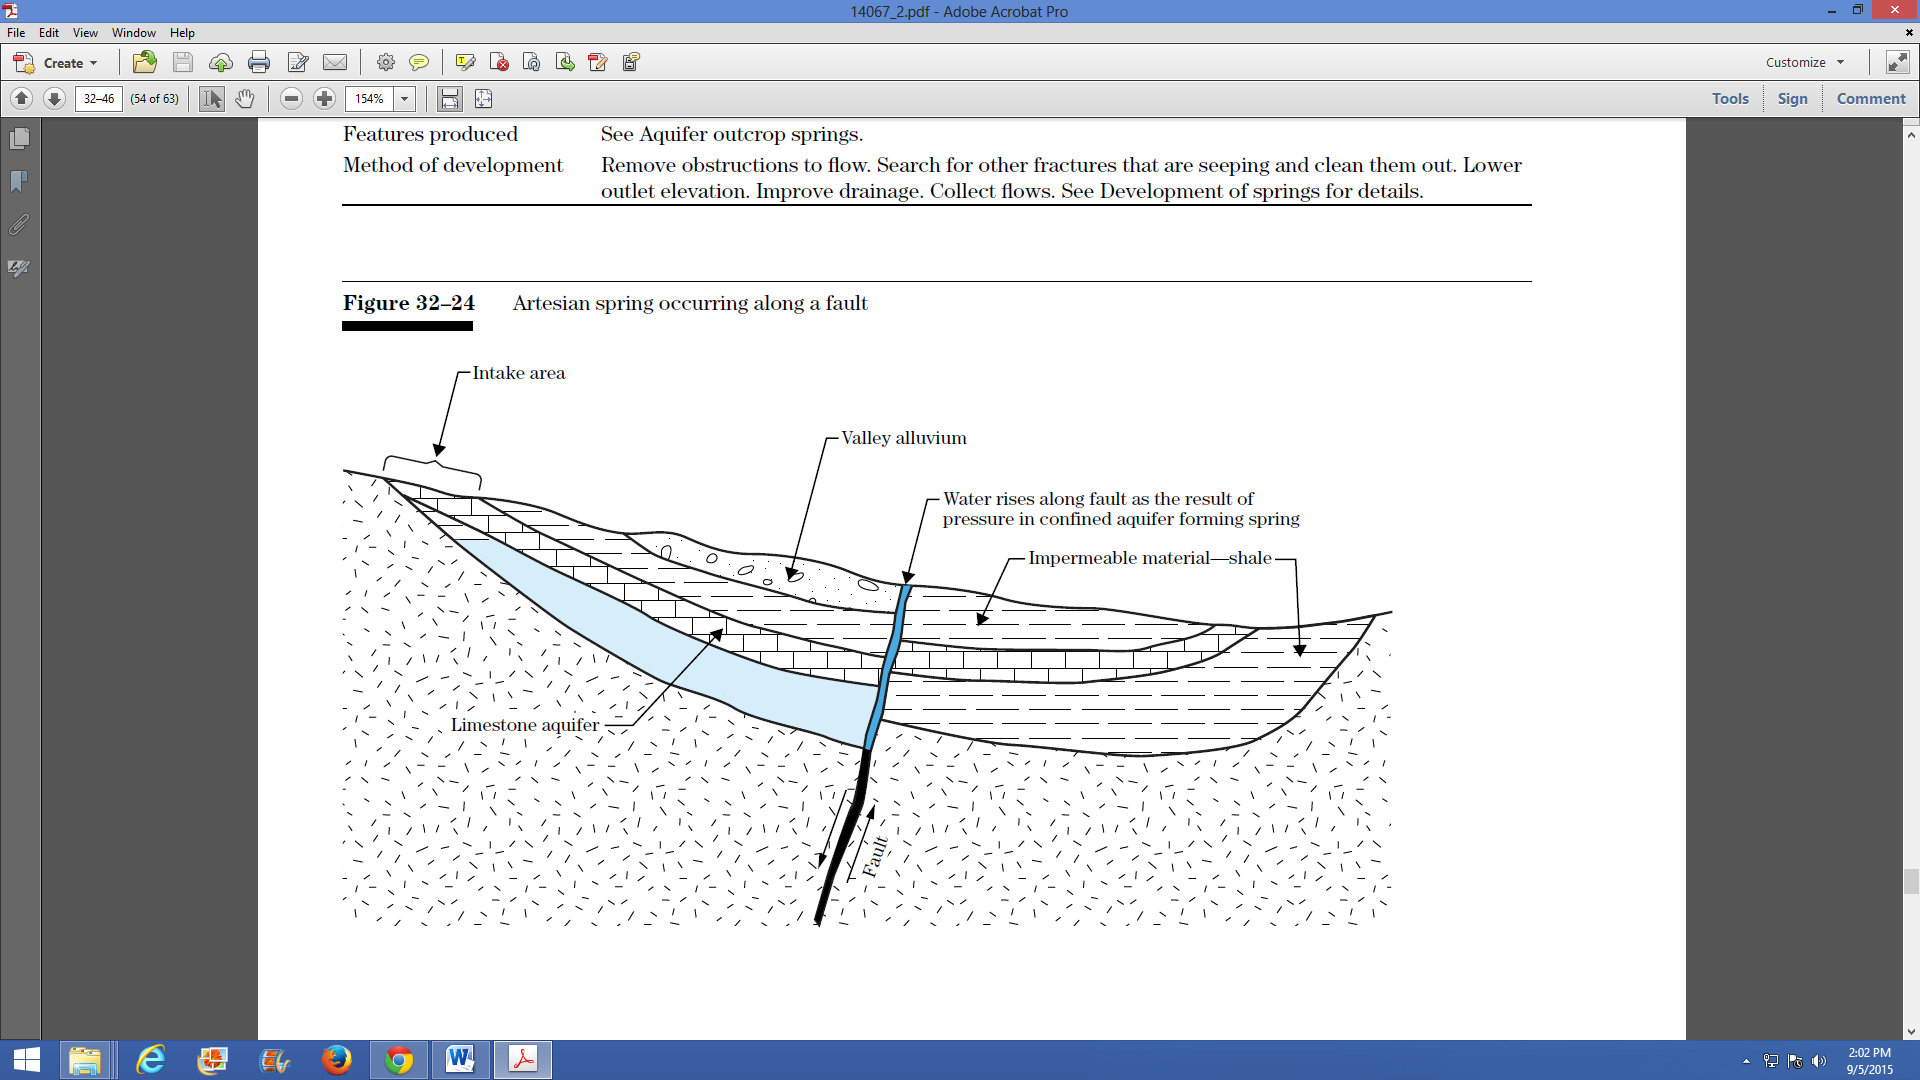 14067_2.pdf - Adobe Acrobat Pro
File Edit View Window Help
Create
Customize
32–46 (54 of 63) 154% Tools Sign Comment
Features produced See Aquifer outcrop springs.
Method of development Remove obstructions to flow. Search for other fractures that are seeping and clean them out. Lower
outlet elevation. Improve drainage. Collect flows. See Development of springs for details.
Figure 32–24 Artesian spring occurring along a fault
Intake area
Valley alluvium
Water rises along fault as the result of
pressure in confined aquifer forming spring
Impermeable material—shale
Limestone aquifer
Fault
2:02 PM
9/5/2015